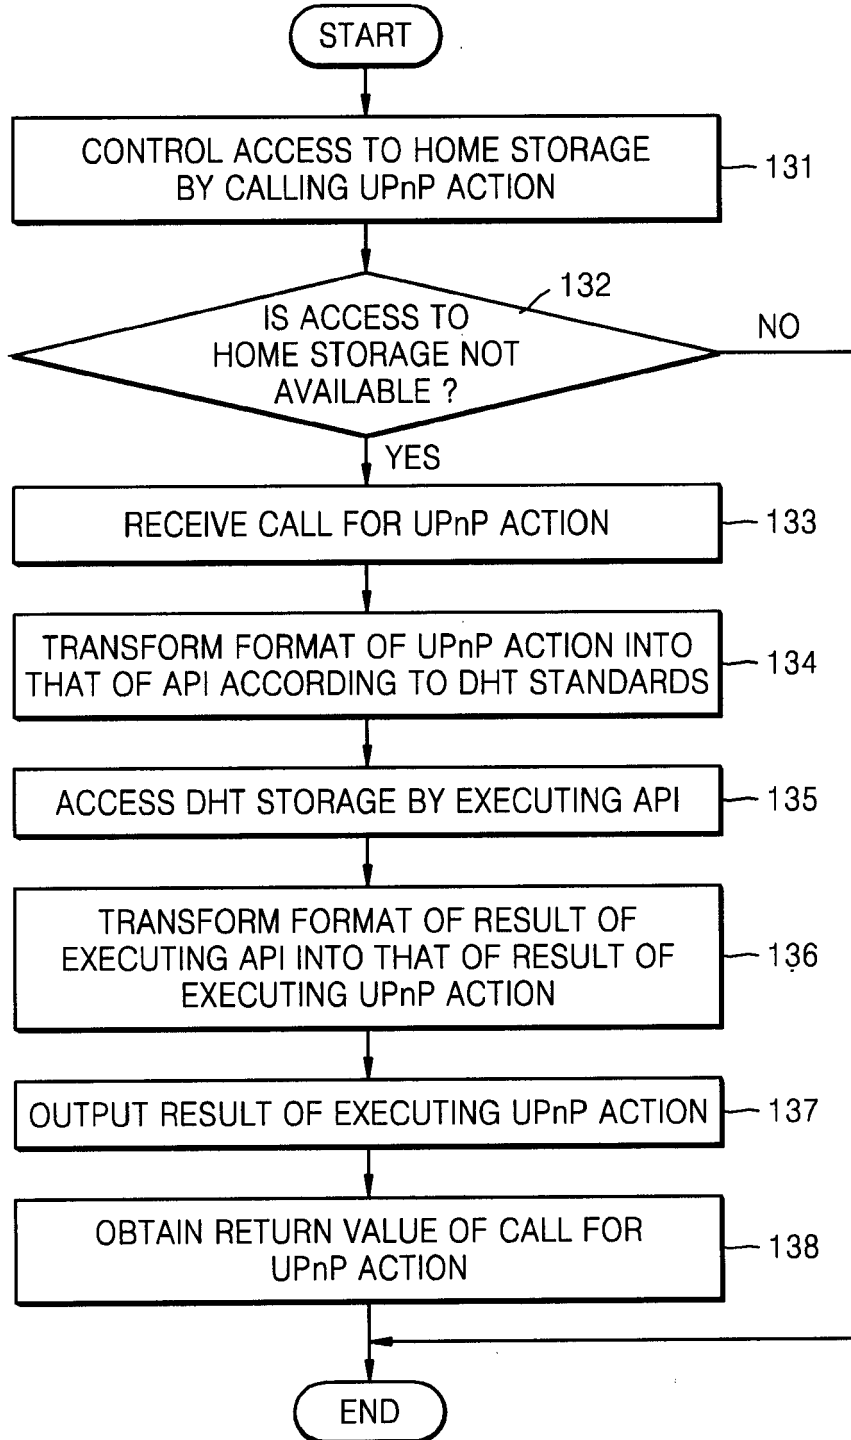 START
CONTROL ACCESS TO HOME STORAGE
BY CALLING UPnP ACTION
131
132
IS ACCESS TO
HOME STORAGE NOT
AVAILABLE ?
NO
YES
RECEIVE CALL FOR UPnP ACTION
133
TRANSFORM FORMAT OF UPnP ACTION INTO
THAT OF API ACCORDING TO DHT STANDARDS
134
ACCESS DHT STORAGE BY EXECUTING API
135
TRANSFORM FORMAT OF RESULT OF
EXECUTING API INTO THAT OF RESULT OF
EXECUTING UPnP ACTION
136
OUTPUT RESULT OF EXECUTING UPnP ACTION
137
OBTAIN RETURN VALUE OF CALL FOR
UPnP ACTION
138
END